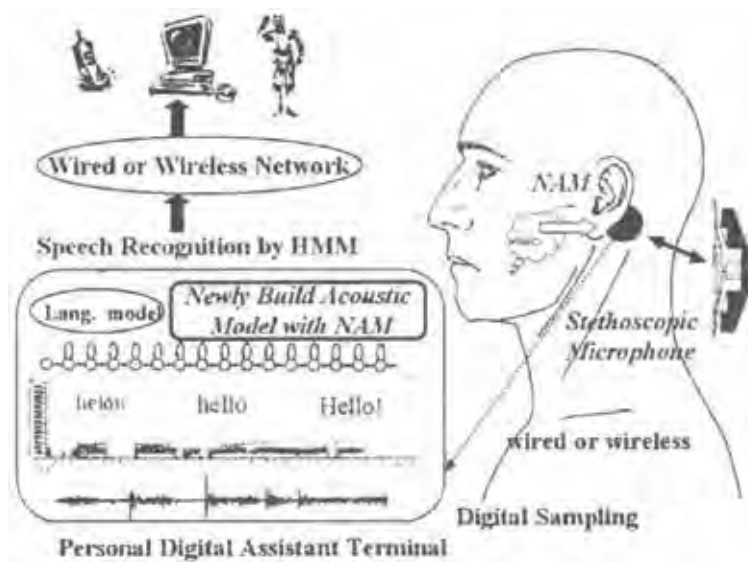 Wired or Wireless Network
Speech Recognition by HMM
Lang. model
Newly Build Acoustic
Model with NAM
hello
Hello!
Personal Digital Assistant Terminal
NAM
Stethoscopic
Microphone
wired or wireless
Digital Sampling